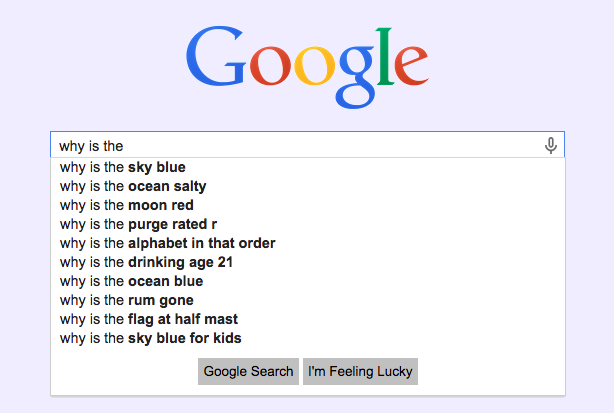 Google
why is the
why is the sky blue
why is the ocean salty
why is the moon red
why is the purge rated r
why is the alphabet in that order
why is the drinking age 21
why is the ocean blue
why is the rum gone
why is the flag at half mast
why is the sky blue for kids
Google Search I'm Feeling Lucky